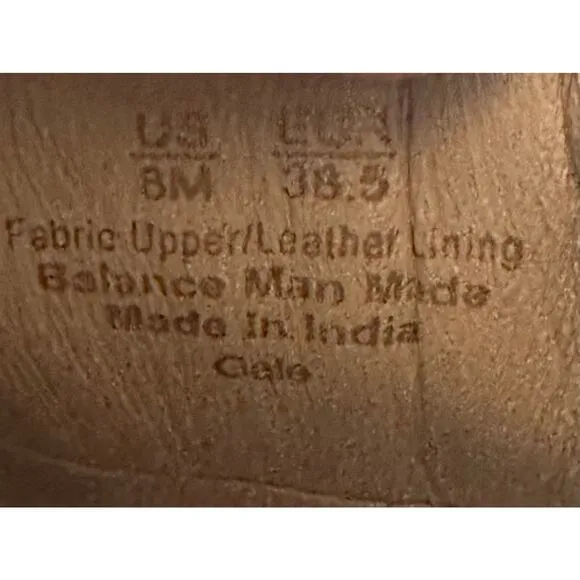 US EUR
8M 38.5
Fabric Upper/Leather Lining
Balance Man Made
Made In India
Gale